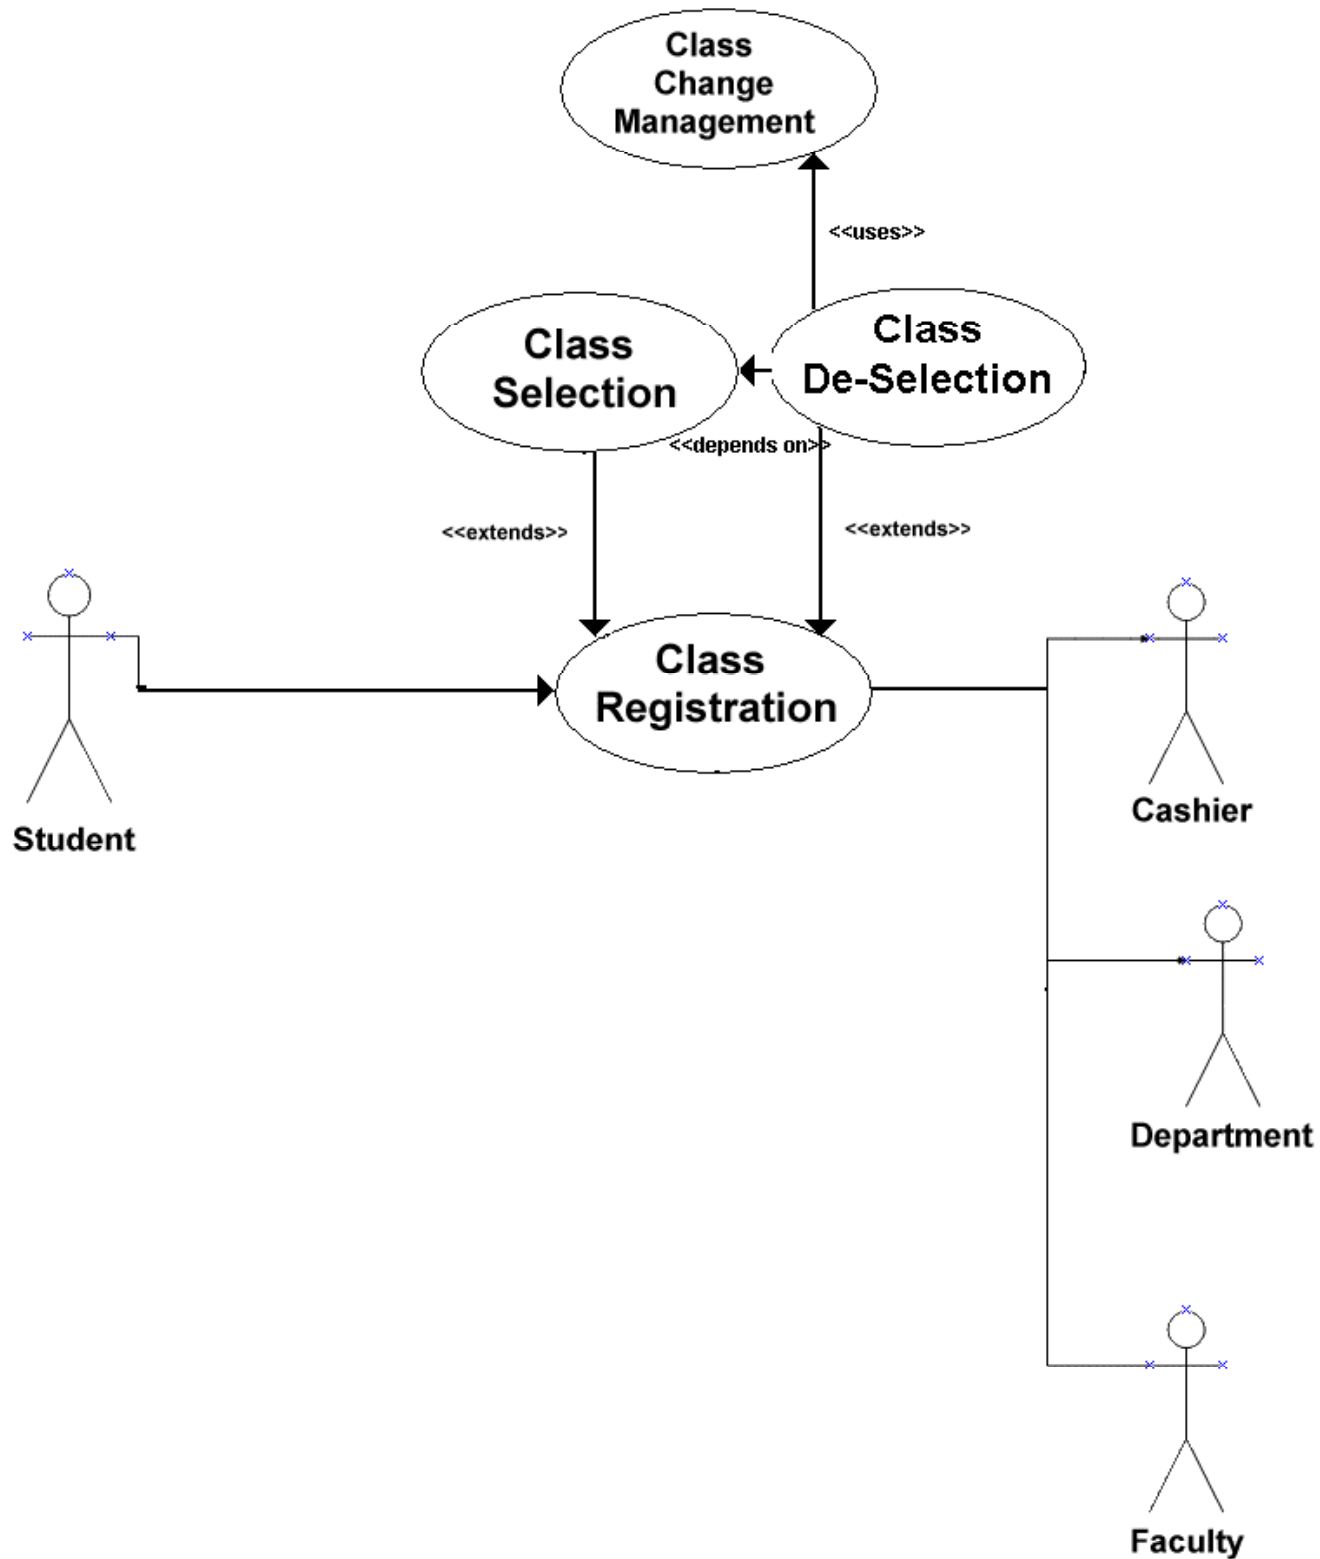 Class
Change
Management
<<uses>>
Class
Selection
Class
De-Selection
<<depends on>>
<<extends>>
<<extends>>
Class
Registration
Student
Cashier
Department
Faculty